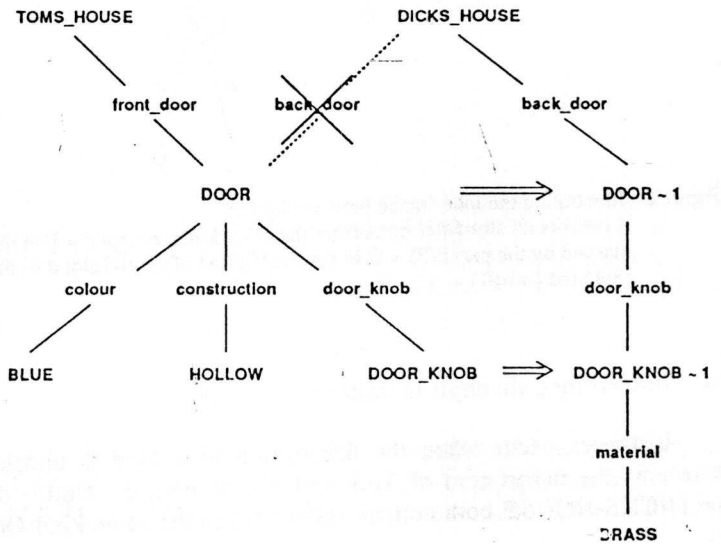 TOMS_HOUSE DICKS_HOUSE
front_door back_door back_door
DOOR DOOR ~ 1
colour construction door_knob door_knob
BLUE HOLLOW DOOR_KNOB DOOR_KNOB ~ 1
material
BRASS